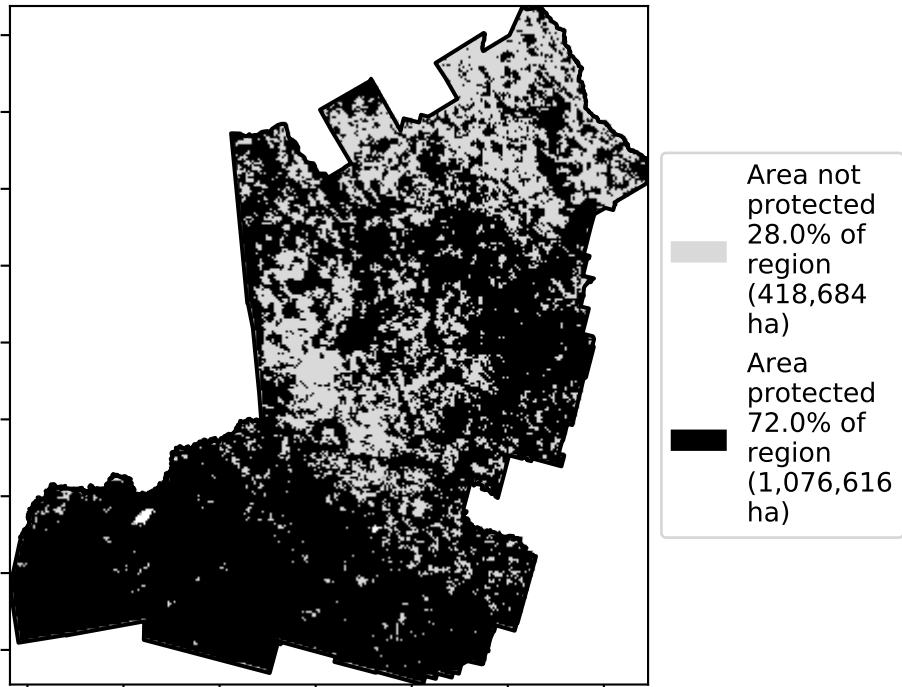 Area not
protected
28.0% of
region
(418,684
ha)
Area
protected
72.0% of
region
(1,076,616
ha)